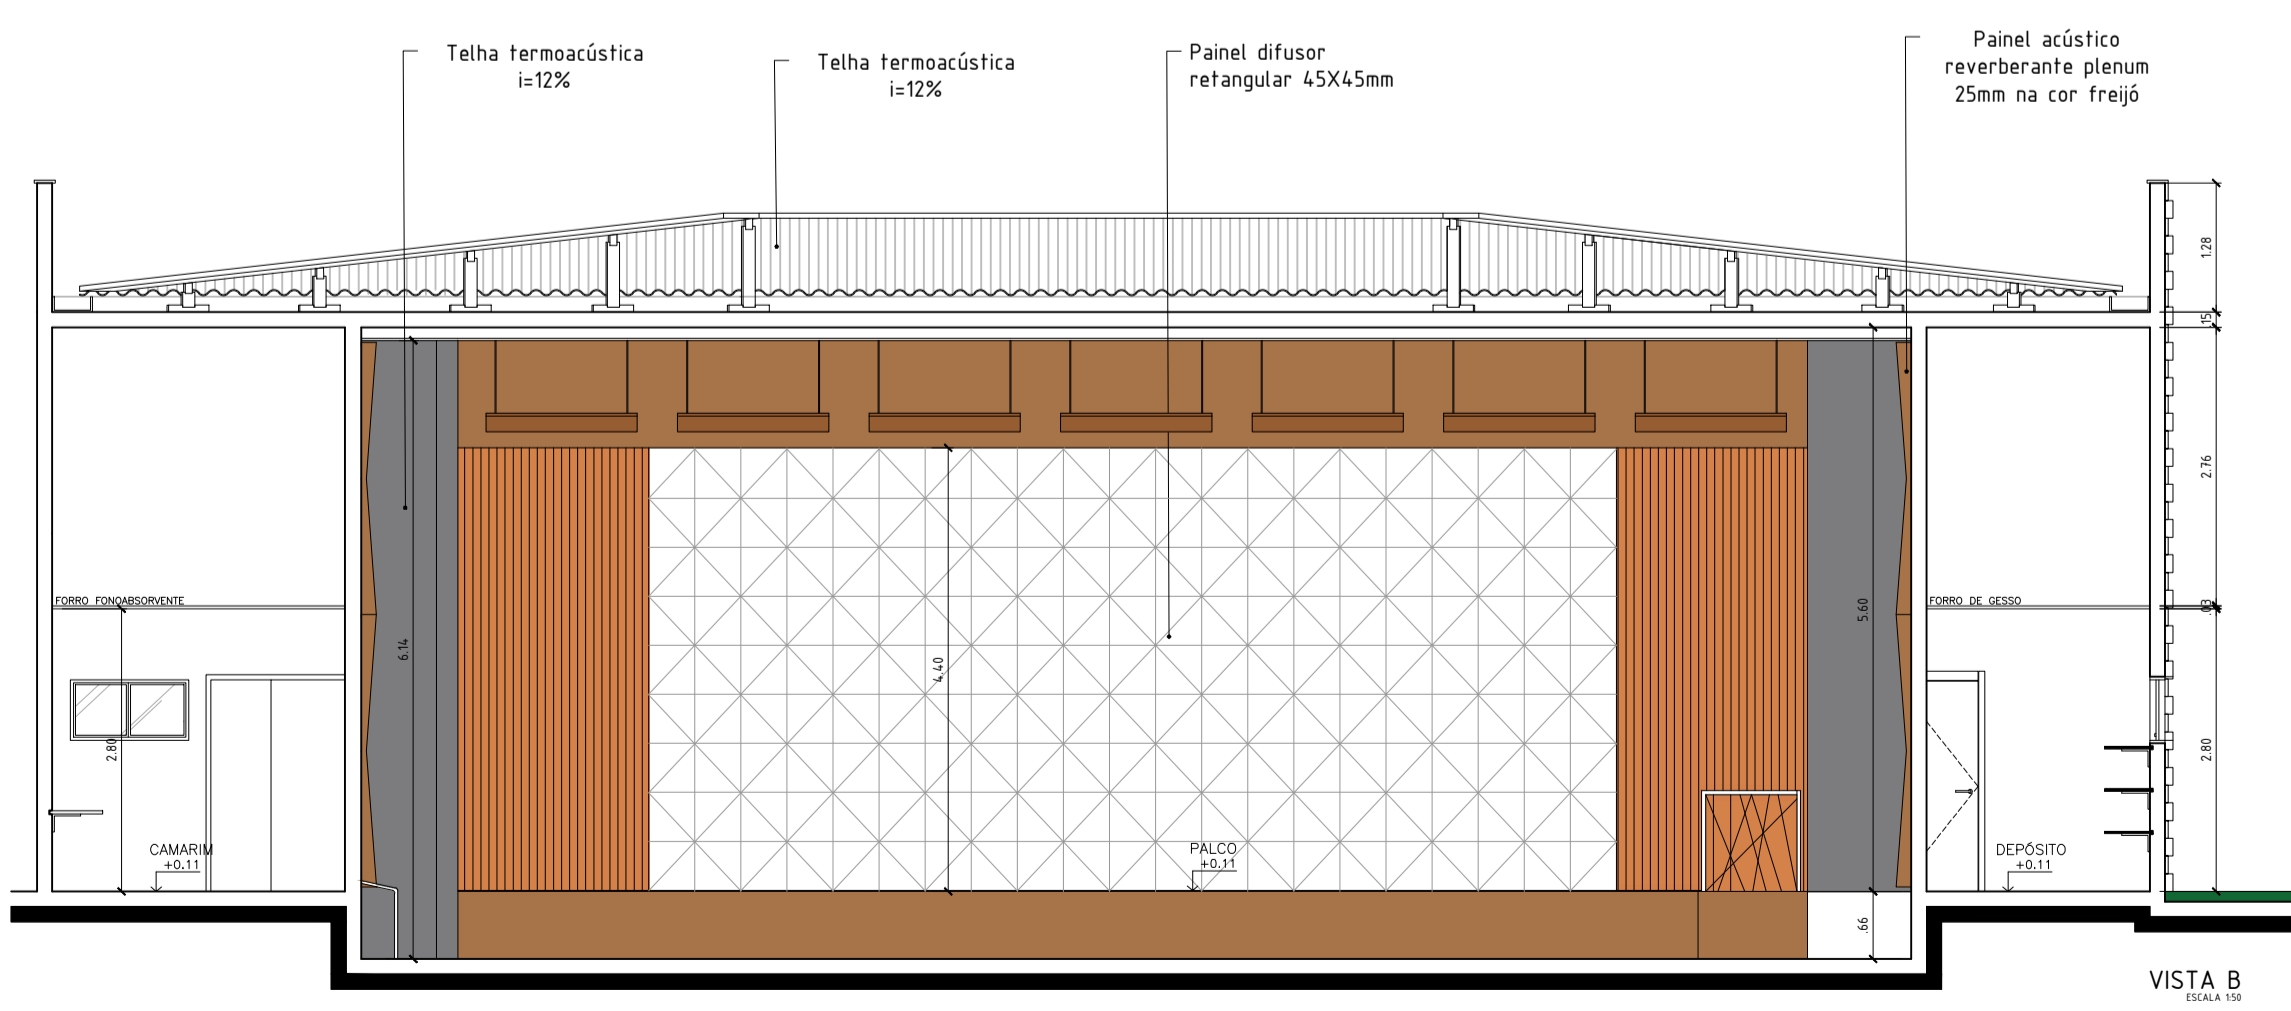 Telha termoacústica
i=12%
Telha termoacústica
i=12%
Painel difusor
retangular 45X45mm
Painel acústico
reverberante plenum
25mm na cor freijó
1.28
.15
2.76
.03
2.80
FORRO FONOABSORVENTE
FORRO DE GESSO
6.14
4.40
5.60
2.80
.66
CAMARIM
+0.11
PALCO
+0.11
DEPÓSITO
+0.11
VISTA B
ESCALA 1:50